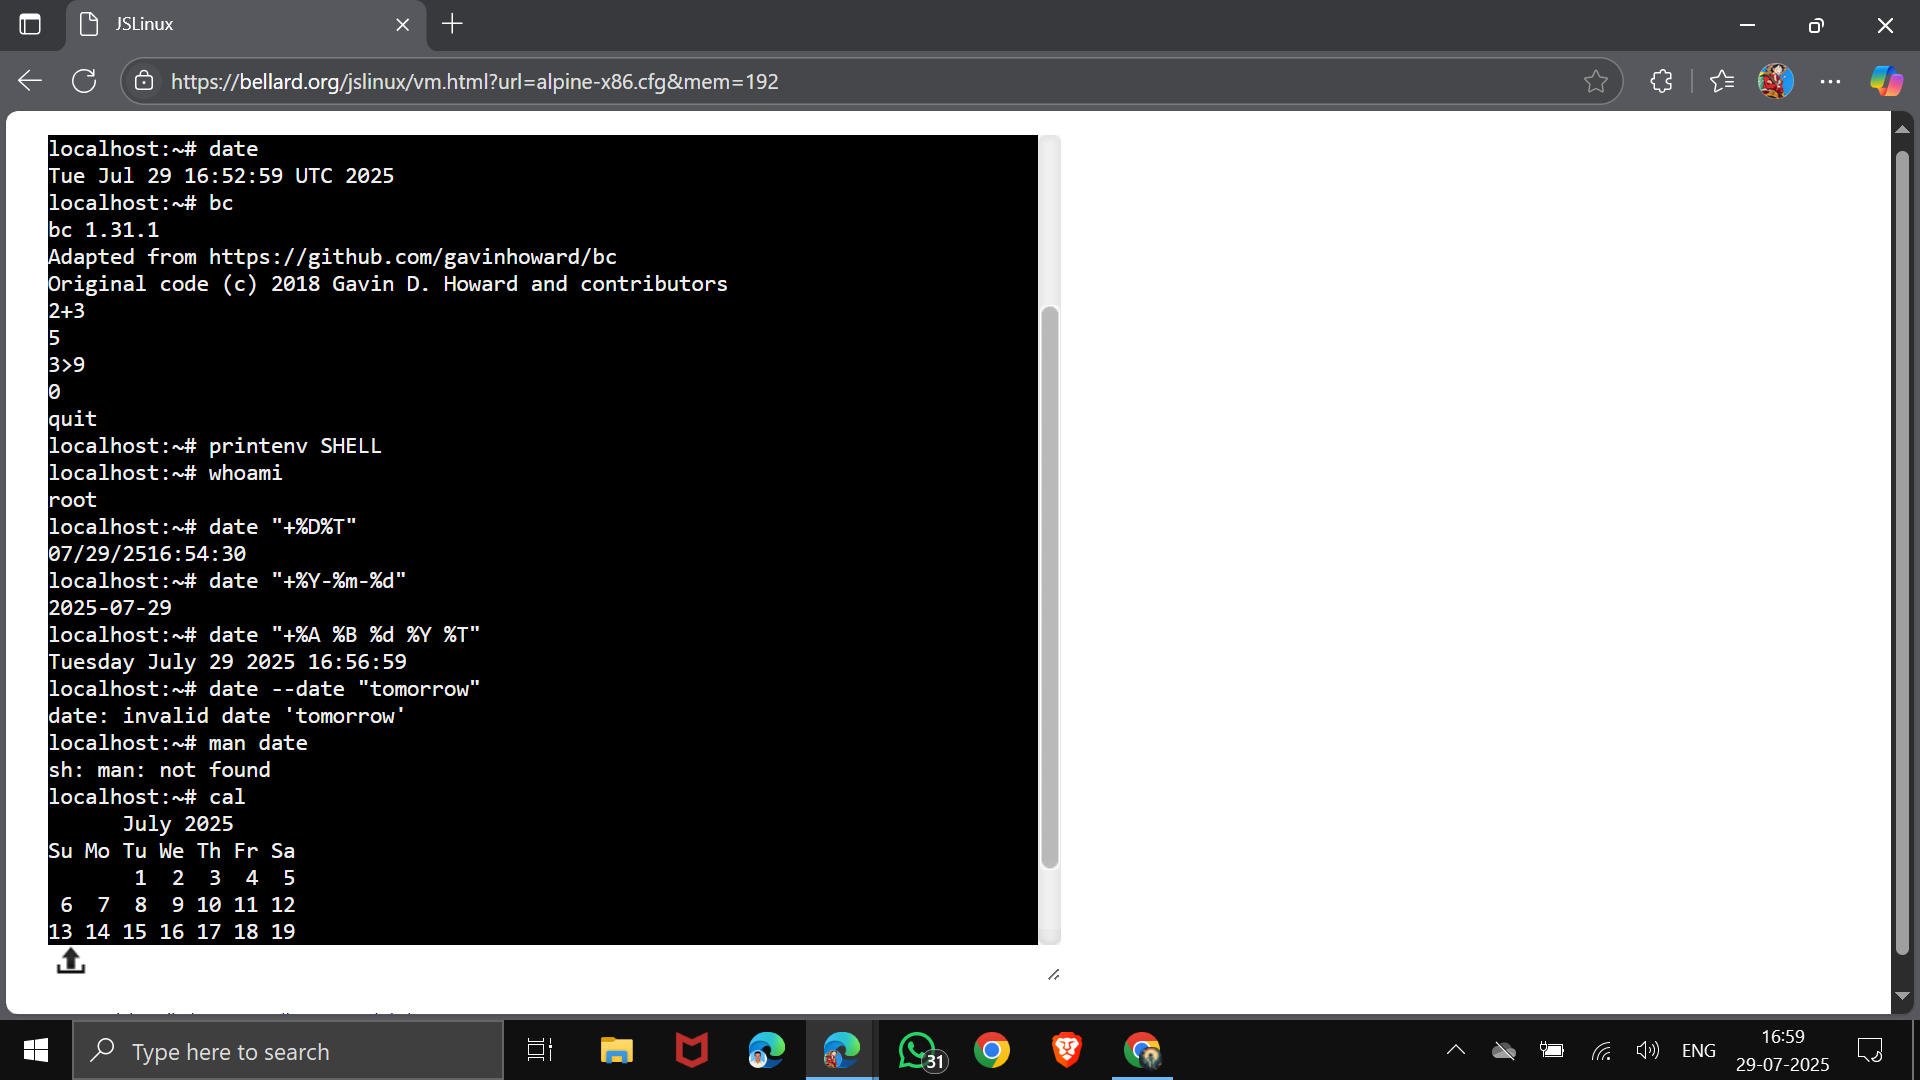 JSLinux
https://bellard.org/jslinux/vm.html?url=alpine-x86.cfg&mem=192
localhost:~# date
Tue Jul 29 16:52:59 UTC 2025
localhost:~# bc
bc 1.31.1
Adapted from https://github.com/gavinhoward/bc
Original code (c) 2018 Gavin D. Howard and contributors
2+3
5
3>9
0
quit
localhost:~# printenv SHELL
localhost:~# whoami
root
localhost:~# date "+%D%T"
07/29/2516:54:30
localhost:~# date "+%Y-%m-%d"
2025-07-29
localhost:~# date "+%A %B %d %Y %T"
Tuesday July 29 2025 16:56:59
localhost:~# date --date "tomorrow"
date: invalid date 'tomorrow'
localhost:~# man date
sh: man: not found
localhost:~# cal
      July 2025
Su Mo Tu We Th Fr Sa
       1  2  3  4  5
 6  7  8  9 10 11 12
13 14 15 16 17 18 19
Type here to search
31
ENG
16:59
29-07-2025